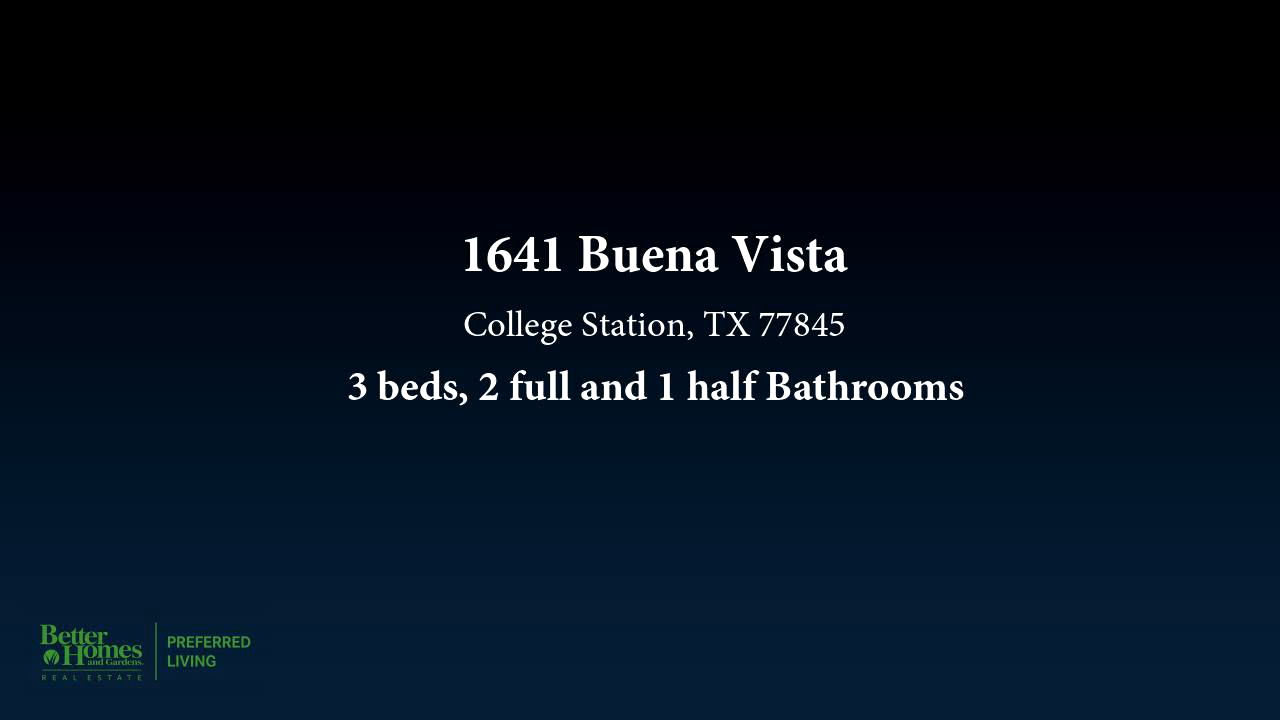 1641 Buena Vista
College Station, TX 77845
3 beds, 2 full and 1 half Bathrooms
Better
Homes
and Gardens.
REAL ESTATE
PREFERRED
LIVING